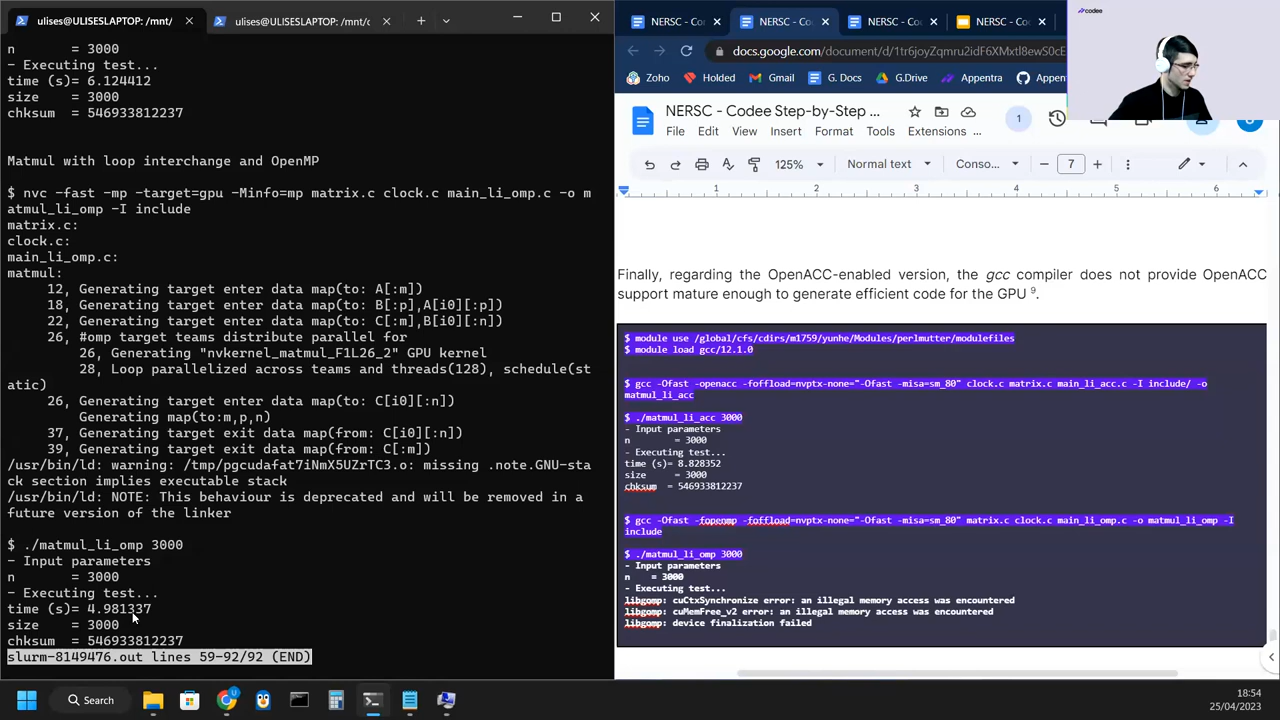 ulises@ULISESLAPTOP: /mnt/
ulises@ULISESLAPTOP: /mnt/c
n = 3000
- Executing test...
time (s)= 6.124412
size = 3000
chksum = 546933812237
Matmul with loop interchange and OpenMP
$ nvc -fast -mp -target=gpu -Minfo=mp matrix.c clock.c main_li_omp.c -o m
atmul_li_omp -I include
matrix.c:
clock.c:
main_li_omp.c:
matmul:
12, Generating target enter data map(to: A[:m])
18, Generating target enter data map(to: B[:p],A[i0][:p])
22, Generating target enter data map(to: C[:m],B[i0][:n])
26, #omp target teams distribute parallel for
26, Generating "nvkernel_matmul_F1L26_2" GPU kernel
28, Loop parallelized across teams and threads(128), schedule(st
atic)
26, Generating target enter data map(to: C[i0][:n])
Generating map(to:m,p,n)
37, Generating target exit data map(from: C[i0][:n])
39, Generating target exit data map(from: C[:m])
/usr/bin/ld: warning: /tmp/pgcudafat7iNmX5UZrTC3.o: missing .note.GNU-sta
ck section implies executable stack
/usr/bin/ld: NOTE: This behaviour is deprecated and will be removed in a
future version of the linker
$ ./matmul_li_omp 3000
- Input parameters
n = 3000
- Executing test...
time (s)= 4.981337
size = 3000
chksum = 546933812237
slurm-8149476.out lines 59-92/92 (END)
NERSC - Co
NERSC - Co
NERSC - Co
NERSC - Co
docs.google.com/document/d/1tr6joyZqmru2idF6XMxtI8ewS0cE
Zoho
Holded
Gmail
G. Docs
G.Drive
Appentra
Appen
codee
NERSC - Codee Step-by-Step ...
1
File Edit View Insert Format Tools Extensions ...
125% Normal text Conso... 7
1 2 3 4 5 6
Finally, regarding the OpenACC-enabled version, the gcc compiler does not provide OpenACC
support mature enough to generate efficient code for the GPU 9.
$ module use /global/cfs/cdirs/m1759/yunhe/Modules/perlmutter/modulefiles
$ module load gcc/12.1.0
$ gcc -Ofast -openacc -foffload=nvptx-none="-Ofast -misa=sm_80" clock.c matrix.c main_li_acc.c -I include/ -o
matmul_li_acc
$ ./matmul_li_acc 3000
- Input parameters
n = 3000
- Executing test...
time (s)= 8.828352
size = 3000
chksum = 546933812237
$ gcc -Ofast -fopenmp -foffload=nvptx-none="-Ofast -misa=sm_80" matrix.c clock.c main_li_omp.c -o matmul_li_omp -I
include
$ ./matmul_li_omp 3000
- Input parameters
n = 3000
- Executing test...
libgomp: cuCtxSynchronize error: an illegal memory access was encountered
libgomp: cuMemFree_v2 error: an illegal memory access was encountered
libgomp: device finalization failed
Search
18:54
25/04/2023